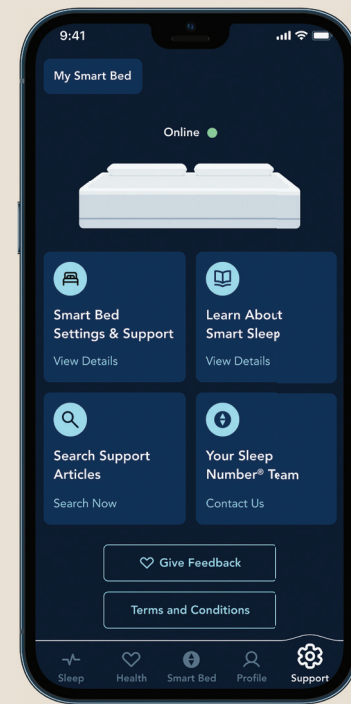 9:41
My Smart Bed
Online
Smart Bed
Settings & Support
View Details
Learn About
Smart Sleep
View Details
Search Support
Articles
Search Now
Your Sleep
Number® Team
Contact Us
Give Feedback
Terms and Conditions
Sleep
Health
Smart Bed
Profile
Support